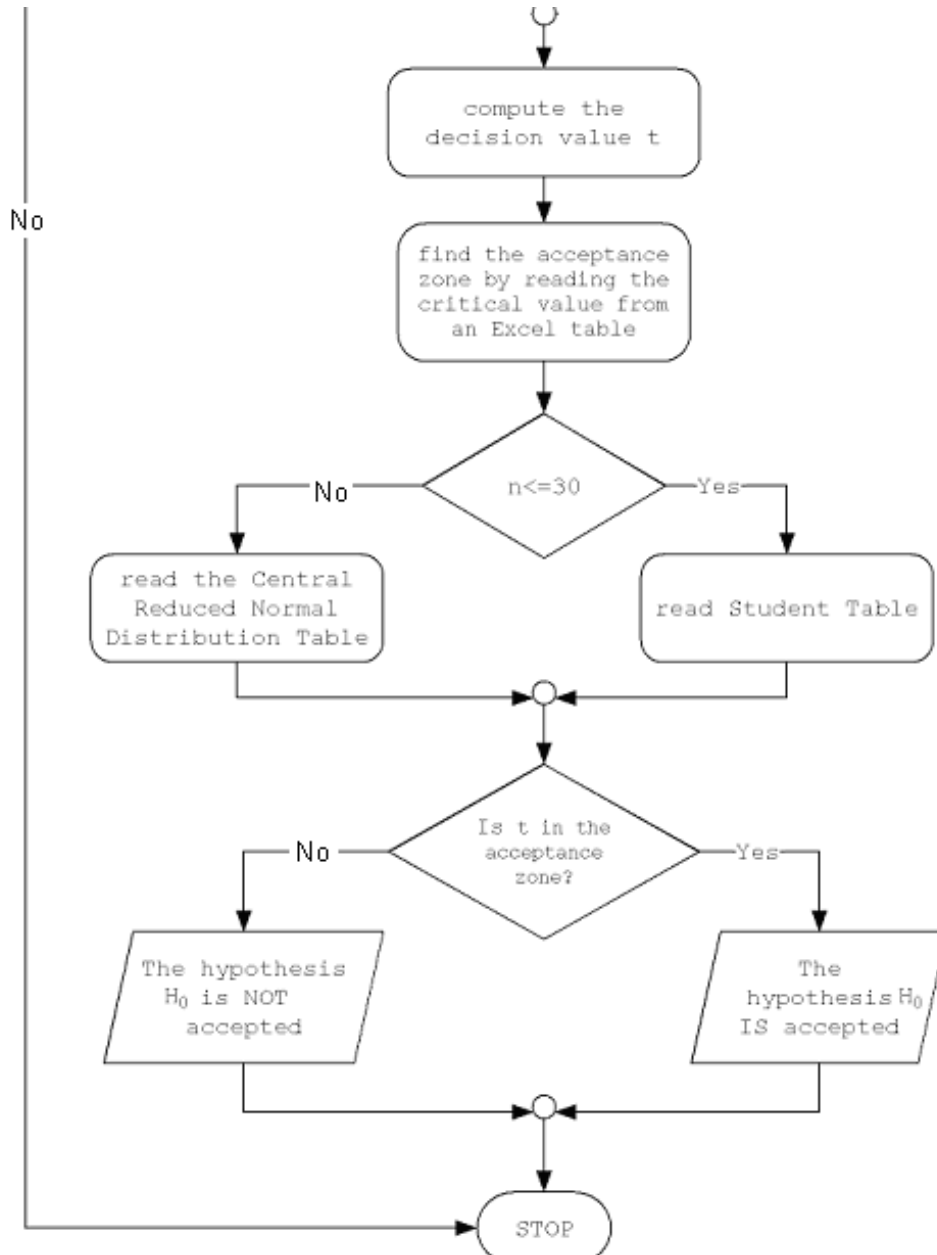 compute the
decision value t
No
find the acceptance
zone by reading the
critical value from
an Excel table
n<=30
No
Yes
read the Central
Reduced Normal
Distribution Table
read Student Table
Is t in the
acceptance
zone?
No
Yes
The hypothesis
H₀ is NOT
accepted
The
hypothesis H₀
IS accepted
STOP